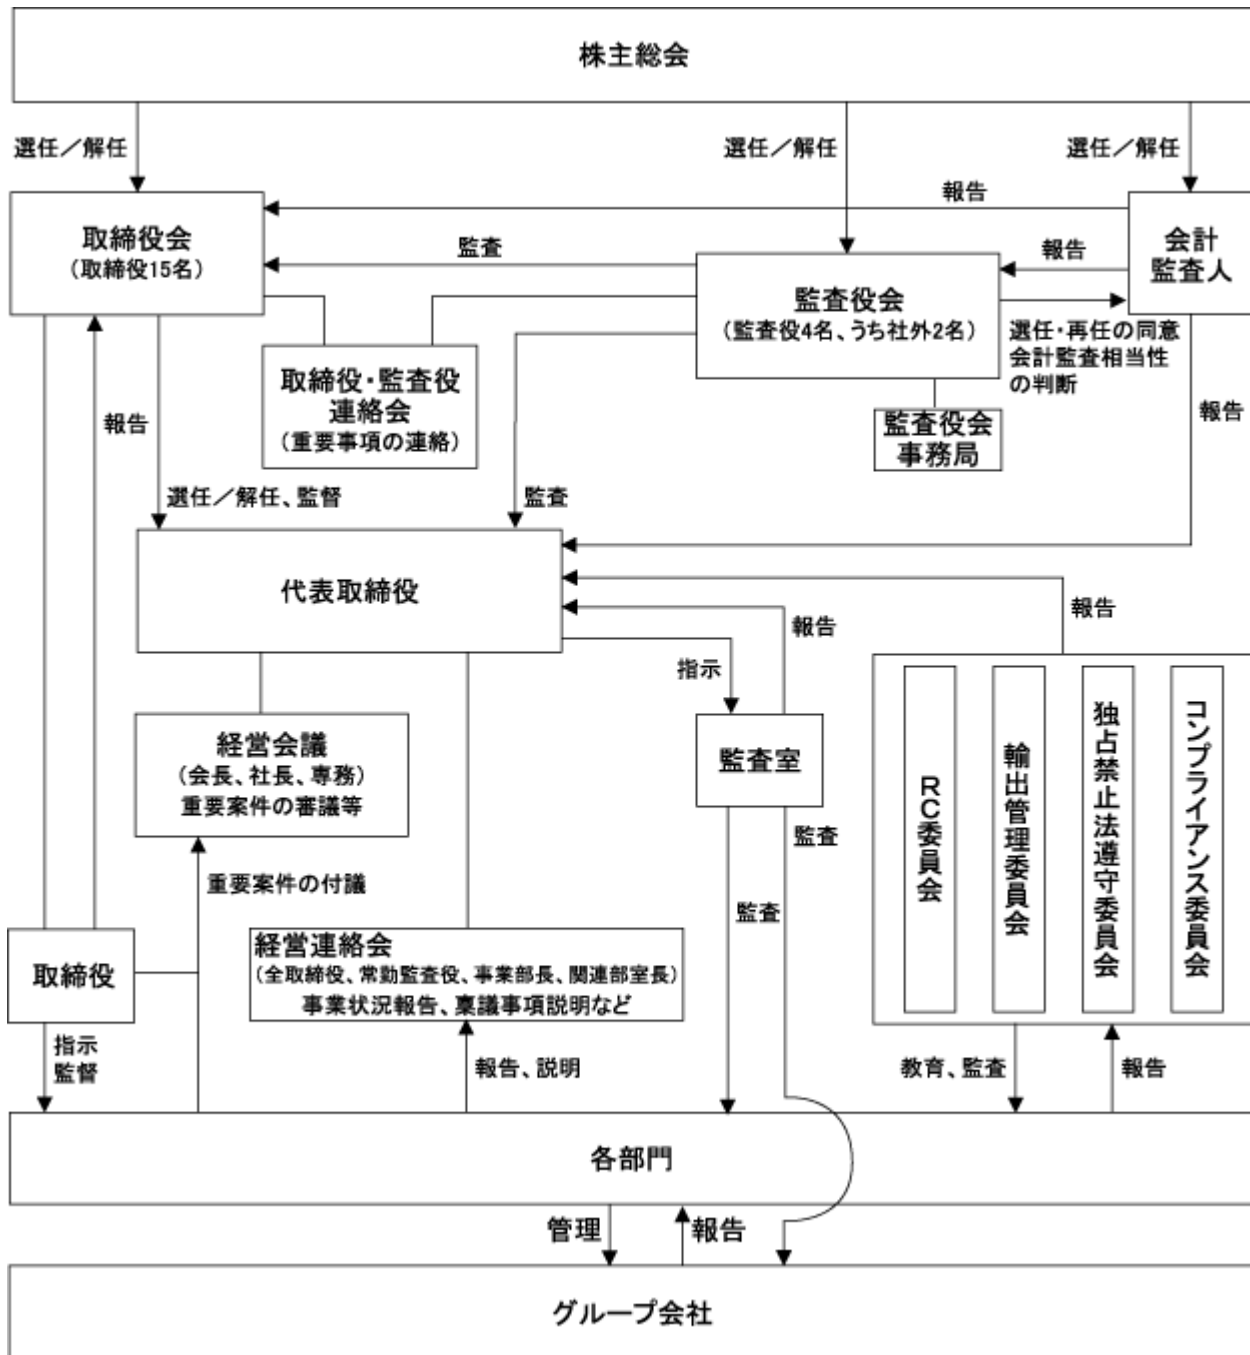 株主総会
選任／解任
選任／解任
選任／解任
報告
取締役会
（取締役15名）
監査
監査役会
（監査役4名、うち社外2名）
報告
会計
監査人
選任・再任の同意
会計監査相当性
の判断
取締役・監査役
連絡会
（重要事項の連絡）
監査役会
事務局
報告
報告
選任／解任、監督
監査
代表取締役
報告
報告
指示
経営会議
（会長、社長、専務）
重要案件の審議等
監査室
RC委員会
輸出管理委員会
独占禁止法遵守委員会
コンプライアンス委員会
監査
重要案件の付議
監査
取締役
経営連絡会
（全取締役、常勤監査役、事業部長、関連部室長）
事業状況報告、稟議事項説明など
指示
監督
報告、説明
教育、監査
報告
各部門
管理
報告
グループ会社